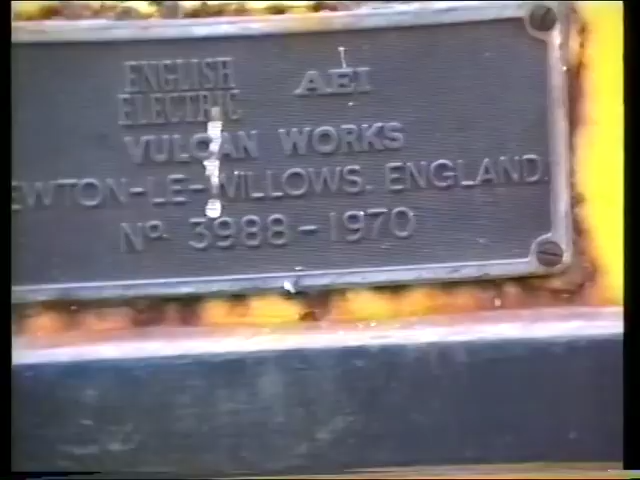 ENGLISH ELECTRIC AEI
VULCAN WORKS
EWTON-LE-WILLOWS. ENGLAND.
No. 3988-1970